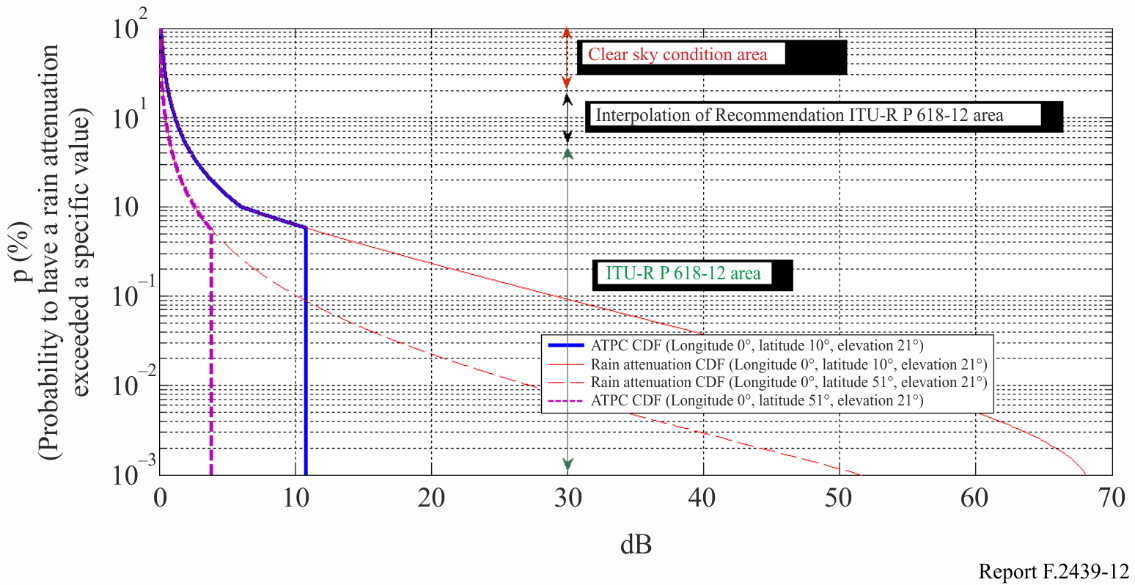 p (%)
(Probability to have a rain attenuation
exceeded a specific value)
10²
10¹
10
10⁻¹
10⁻²
10⁻³
Clear sky condition area
Interpolation of Recommendation ITU-R P 618-12 area
ITU-R P 618-12 area
ATPC CDF (Longitude 0°, latitude 10°, elevation 21°)
Rain attenuation CDF (Longitude 0°, latitude 10°, elevation 21°)
Rain attenuation CDF (Longitude 0°, latitude 51°, elevation 21°)
ATPC CDF (Longitude 0°, latitude 51°, elevation 21°)
0 10 20 30 40 50 60 70
dB
Report F.2439-12